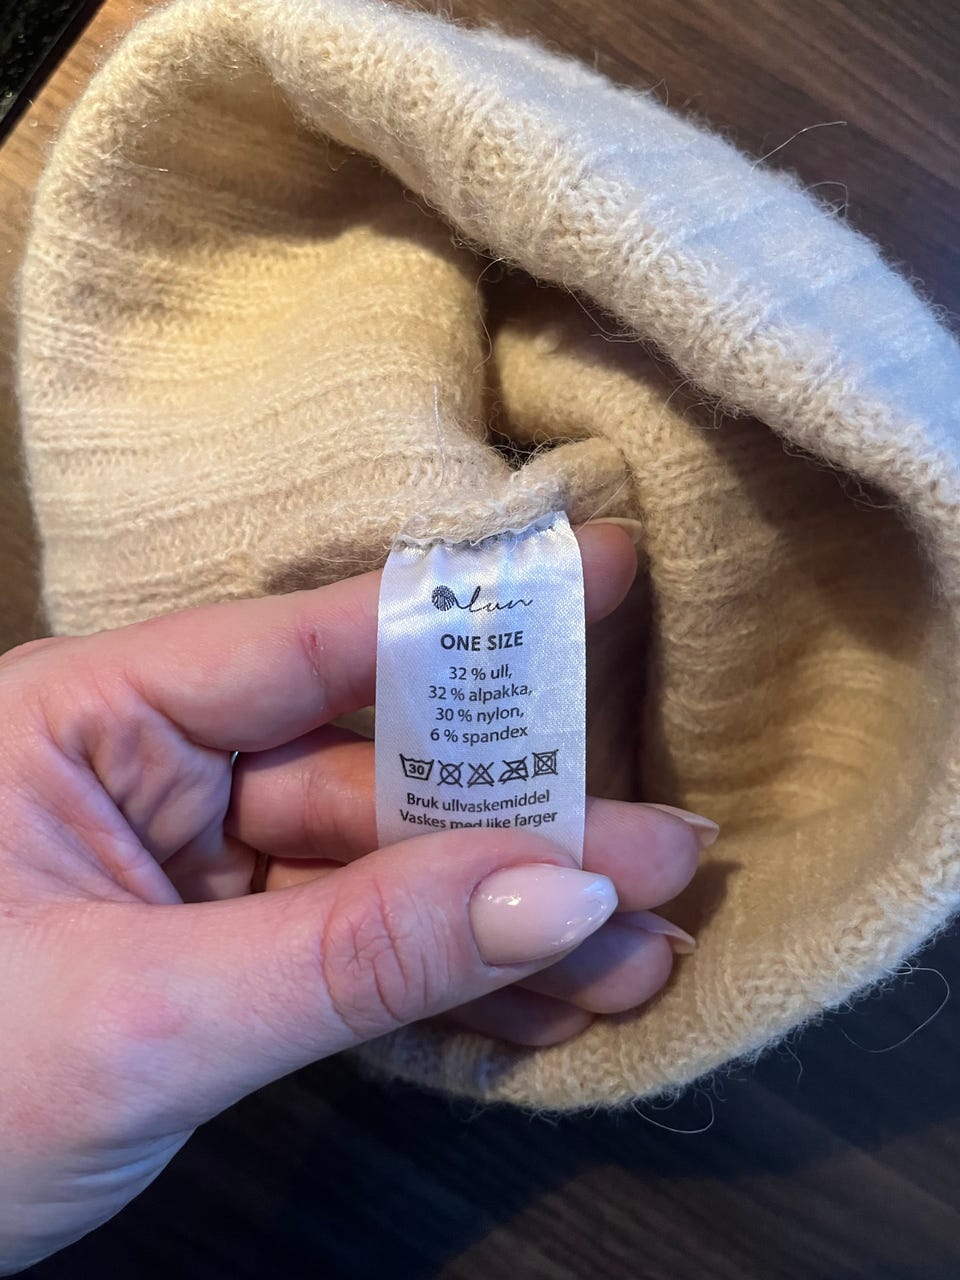 lun
ONE SIZE
32 % ull,
32 % alpakka,
30 % nylon,
6 % spandex
30
Bruk ullvaskemiddel
Vaskes med like farger